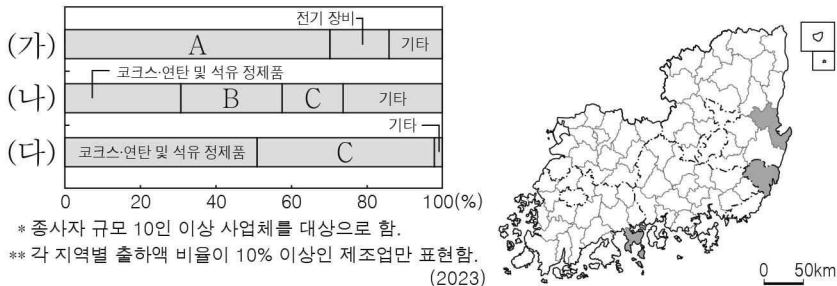 전기 장비
(가) A 기타
코크스·연탄 및 석유 정제품
(나) B C 기타
기타
(다) 코크스·연탄 및 석유 정제품 C
0 20 40 60 80 100(%)
* 종사자 규모 10인 이상 사업체를 대상으로 함.
** 각 지역별 출하액 비율이 10% 이상인 제조업만 표현함.
(2023)
0 50km